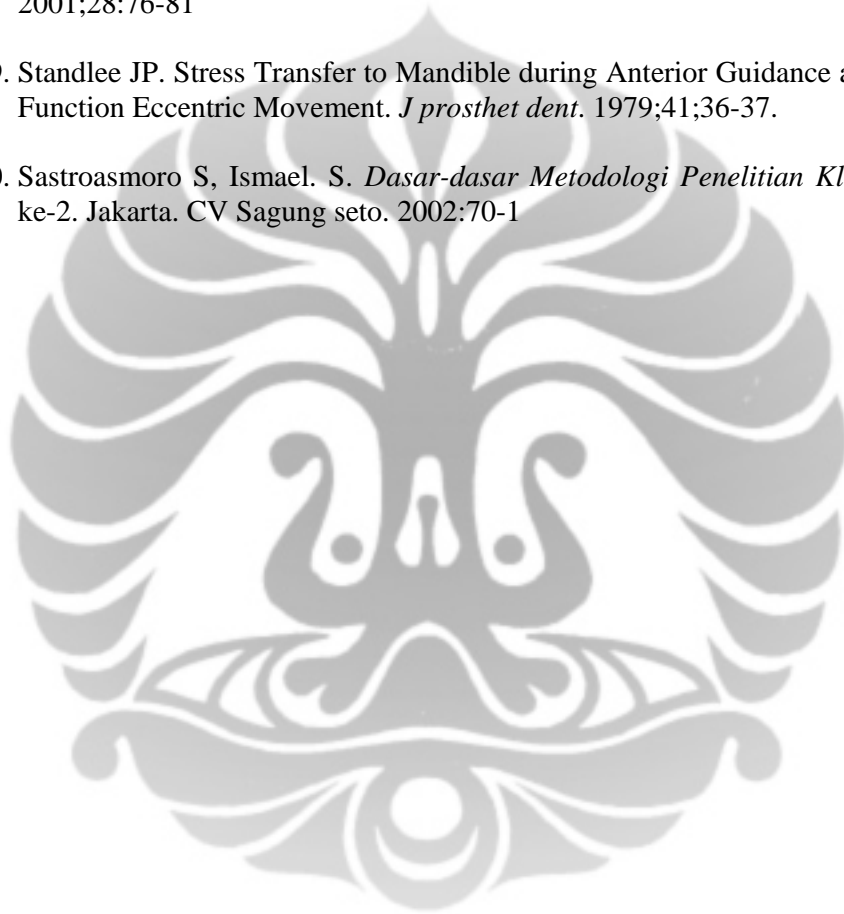 2001;28:76-81
. Standlee JP. Stress Transfer to Mandible during Anterior Guidance a
Function Eccentric Movement. J prosthet dent. 1979;41;36-37.
. Sastroasmoro S, Ismael. S. Dasar-dasar Metodologi Penelitian Kl
ke-2. Jakarta. CV Sagung seto. 2002:70-1